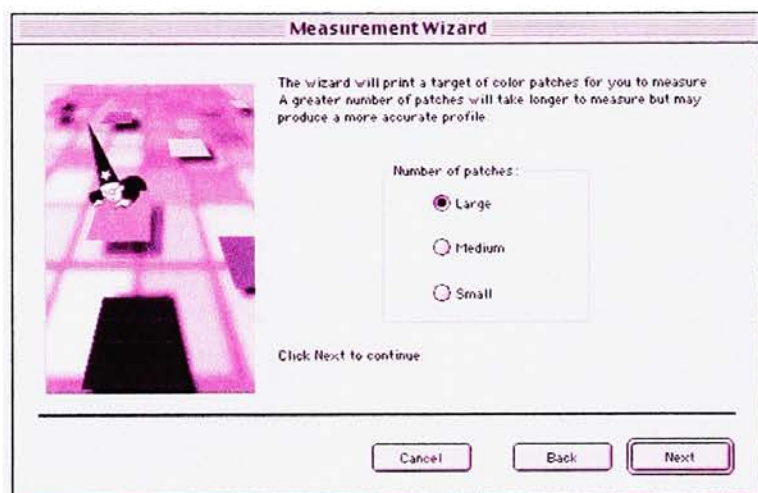 Measurement Wizard
The wizard will print a target of color patches for you to measure
A greater number of patches will take longer to measure but may
produce a more accurate profile
Number of patches:
Large
Medium
Small
Click Next to continue
Cancel
Back
Next